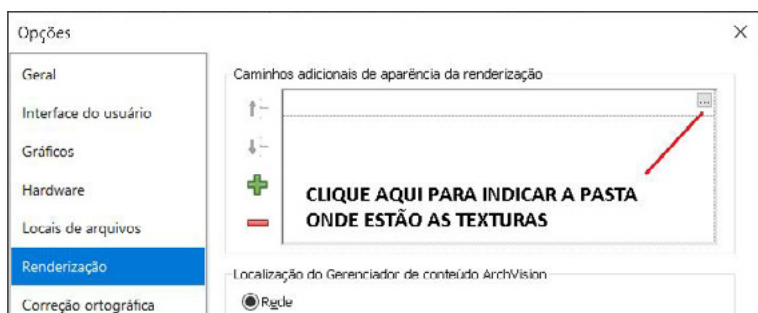 Opções
Geral
Interface do usuário
Gráficos
Hardware
Locais de arquivos
Renderização
Correção ortográfica
Caminhos adicionais de aparência da renderização
...
CLIQUE AQUI PARA INDICAR A PASTA
ONDE ESTÃO AS TEXTURAS
Localização do Gerenciador de conteúdo ArchVision
Rede